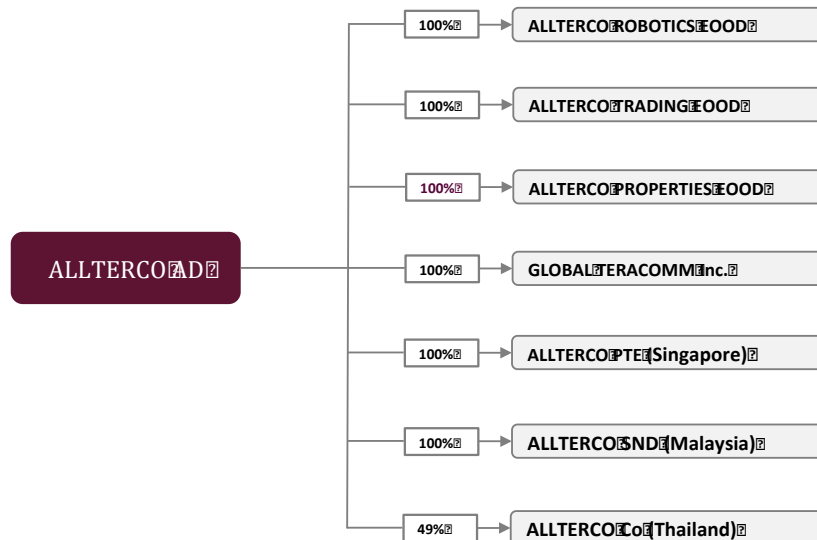 100%
ALLTERCO ROBOTICS EOOD
100%
ALLTERCO TRADING EOOD
100%
ALLTERCO PROPERTIES EOOD
ALLTERCO AD
100%
GLOBAL TERACOMM Inc.
100%
ALLTERCO PTE (Singapore)
100%
ALLTERCO SND (Malaysia)
49%
ALLTERCO Co (Thailand)